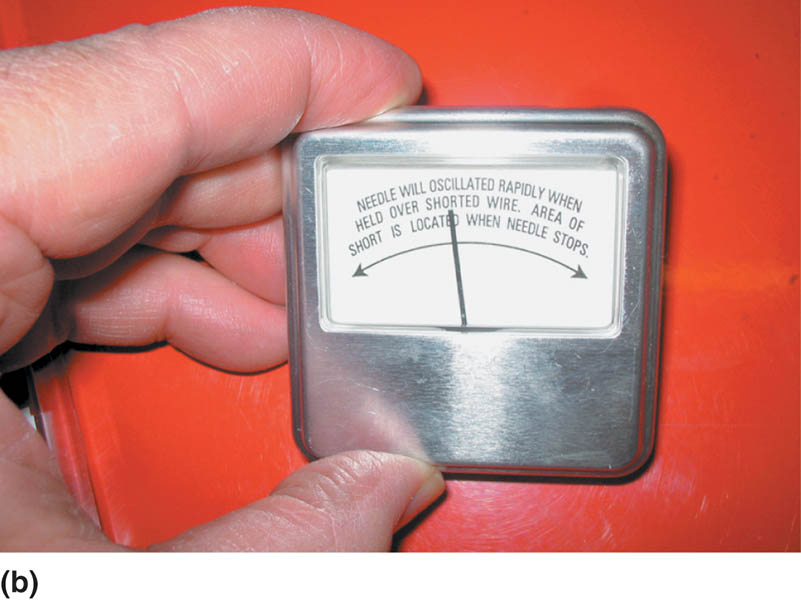 NEEDLE WILL OSCILLATED RAPIDLY WHEN
HELD OVER SHORTED WIRE. AREA OF
SHORT IS LOCATED WHEN NEEDLE STOPS.
(b)